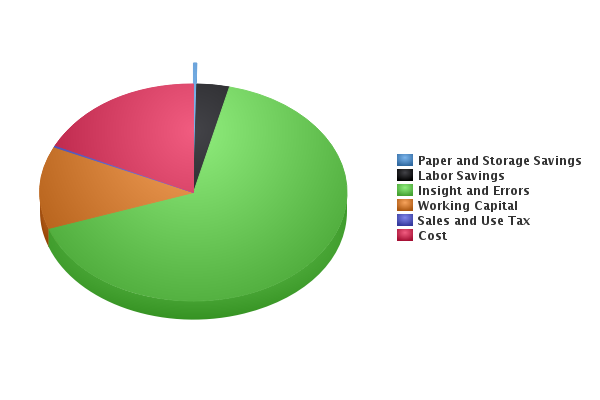 Paper and Storage Savings
Labor Savings
Insight and Errors
Working Capital
Sales and Use Tax
Cost